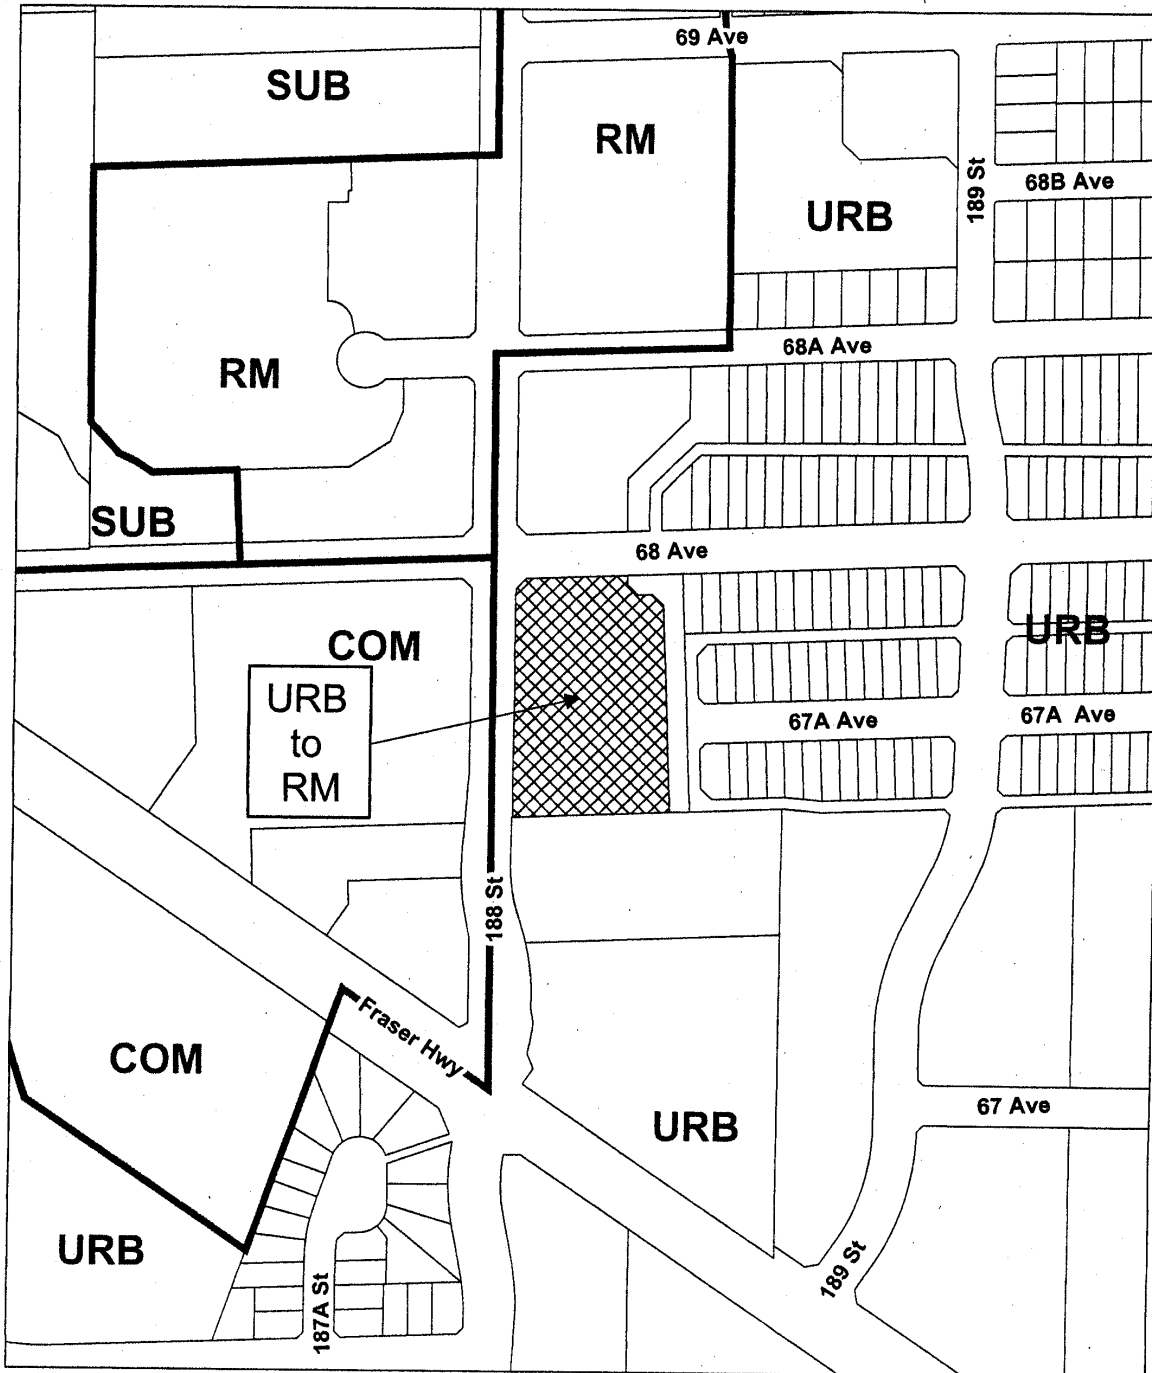 69 Ave
SUB
RM
68B Ave
189 St
URB
68A Ave
RM
SUB
68 Ave
COM
URB
URB
to
RM
67A Ave
67A Ave
188 St
Fraser Hwy
COM
67 Ave
URB
URB
189 St
187A St